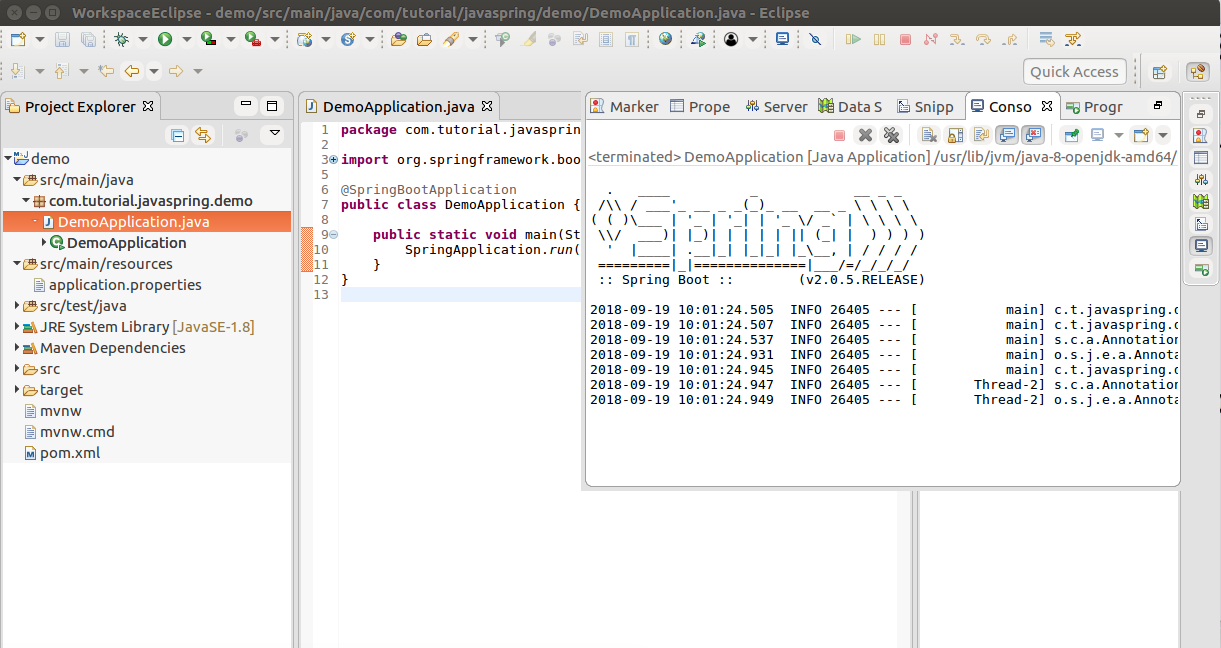 WorkspaceEclipse - demo/src/main/java/com/tutorial/javaspring/demo/DemoApplication.java - Eclipse
Quick Access
Project Explorer
demo
src/main/java
com.tutorial.javaspring.demo
DemoApplication.java
DemoApplication
src/main/resources
application.properties
src/test/java
JRE System Library [JavaSE-1.8]
Maven Dependencies
src
target
mvnw
mvnw.cmd
pom.xml
DemoApplication.java
1 package com.tutorial.javasprin
2
3 import org.springframework.boo
5
6 @SpringBootApplication
7 public class DemoApplication {
8
9 public static void main(St
10 SpringApplication.run(
11 }
12 }
13
Marker Prope Server Data S Snipp Conso Progr
<terminated> DemoApplication [Java Application] /usr/lib/jvm/java-8-openjdk-amd64/
  .   ____          _            __ _ _
 /\\ / ___'_ __ _ _(_)_ __  __ _ \ \ \ \
( ( )\___ | '_ | '_| | '_ \/ _` | \ \ \ \
 \\/  ___)| |_)| | | | | || (_| |  ) ) ) )
  '  |____| .__|_| |_|_| |_\__, | / / / /
 =========|_|==============|___/=/_/_/_/
 :: Spring Boot ::        (v2.0.5.RELEASE)
2018-09-19 10:01:24.505  INFO 26405 --- [           main] c.t.javaspring.d
2018-09-19 10:01:24.507  INFO 26405 --- [           main] c.t.javaspring.d
2018-09-19 10:01:24.537  INFO 26405 --- [           main] s.c.a.Annotation
2018-09-19 10:01:24.931  INFO 26405 --- [           main] o.s.j.e.a.Annota
2018-09-19 10:01:24.945  INFO 26405 --- [           main] c.t.javaspring.d
2018-09-19 10:01:24.947  INFO 26405 --- [       Thread-2] s.c.a.Annotation
2018-09-19 10:01:24.949  INFO 26405 --- [       Thread-2] o.s.j.e.a.Annota